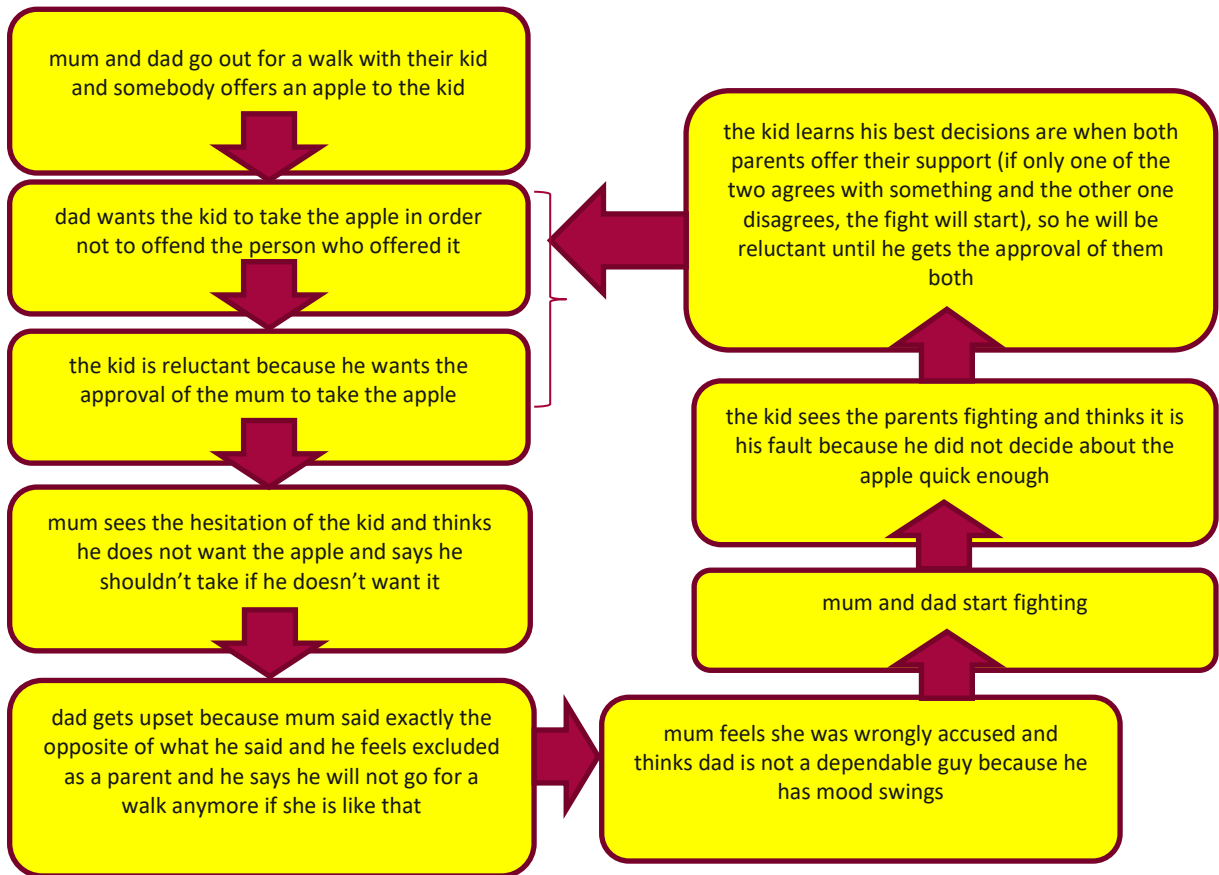 mum and dad go out for a walk with their kid
and somebody offers an apple to the kid
dad wants the kid to take the apple in order
not to offend the person who offered it
the kid is reluctant because he wants the
approval of the mum to take the apple
mum sees the hesitation of the kid and thinks
he does not want the apple and says he
shouldn’t take if he doesn’t want it
dad gets upset because mum said exactly the
opposite of what he said and he feels excluded
as a parent and he says he will not go for a
walk anymore if she is like that
mum feels she was wrongly accused and
thinks dad is not a dependable guy because he
has mood swings
mum and dad start fighting
the kid sees the parents fighting and thinks it is
his fault because he did not decide about the
apple quick enough
the kid learns his best decisions are when both
parents offer their support (if only one of the
two agrees with something and the other one
disagrees, the fight will start), so he will be
reluctant until he gets the approval of them
both